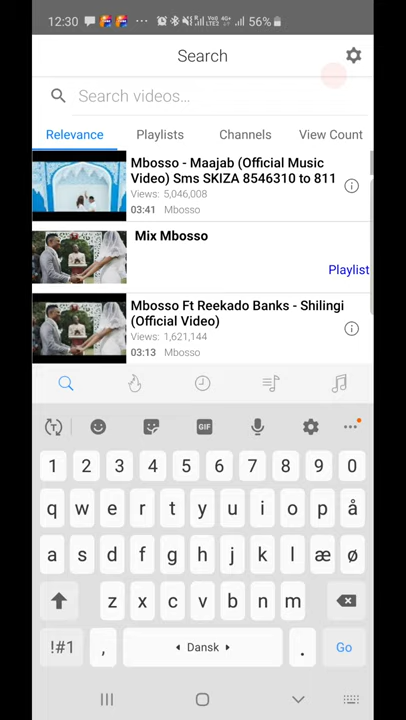 12:30 56%
Search
Search videos...
Relevance Playlists Channels View Count
Mbosso - Maajab (Official Music
Video) Sms SKIZA 8546310 to 811
Views: 5,046,008
03:41 Mbosso
Mix Mbosso
Playlist
Mbosso Ft Reekado Banks - Shilingi
(Official Video)
Views: 1,621,144
03:13 Mbosso
GIF
1 2 3 4 5 6 7 8 9 0
q w e r t y u i o p å
a s d f g h j k l æ ø
z x c v b n m
!#1 , Dansk . Go